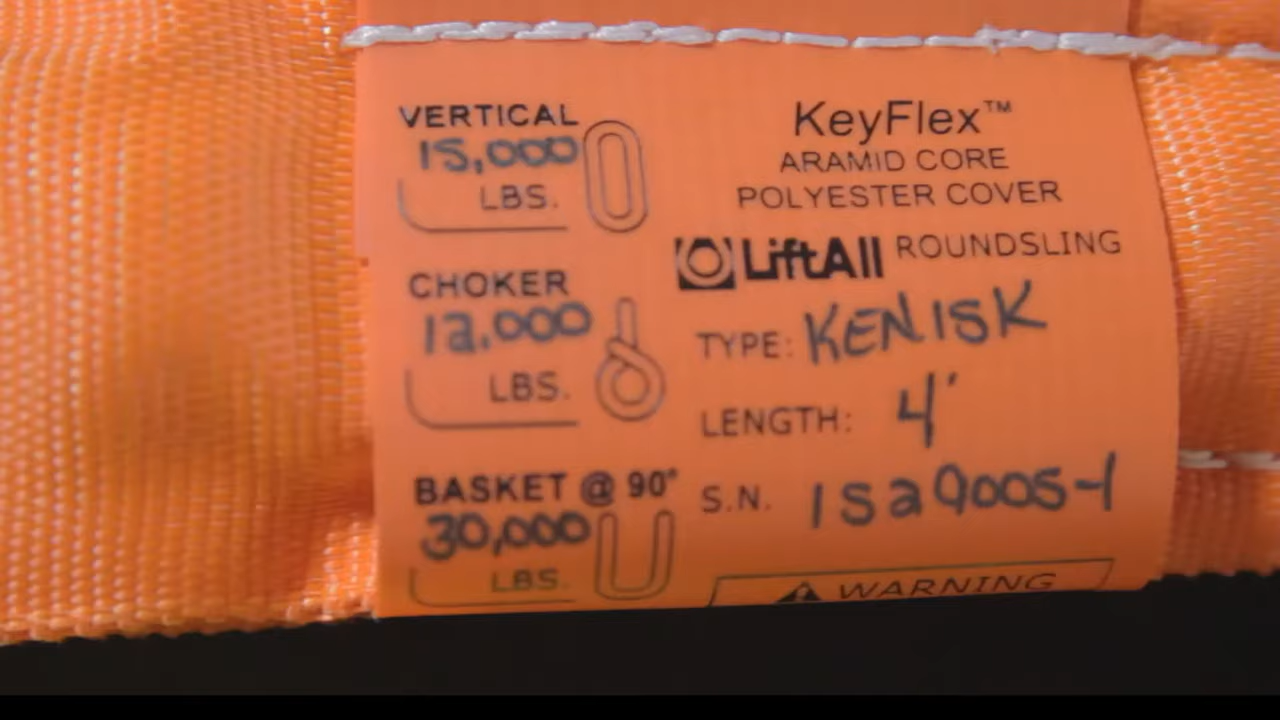 VERTICAL
15,000
LBS.
CHOKER
12,000
LBS.
BASKET @ 90°
30,000
LBS.
KeyFlex™
ARAMID CORE
POLYESTER COVER
LiftAll ROUNDSLING
TYPE: KEN15K
LENGTH: 4'
S.N. 1529005-1
WARNING